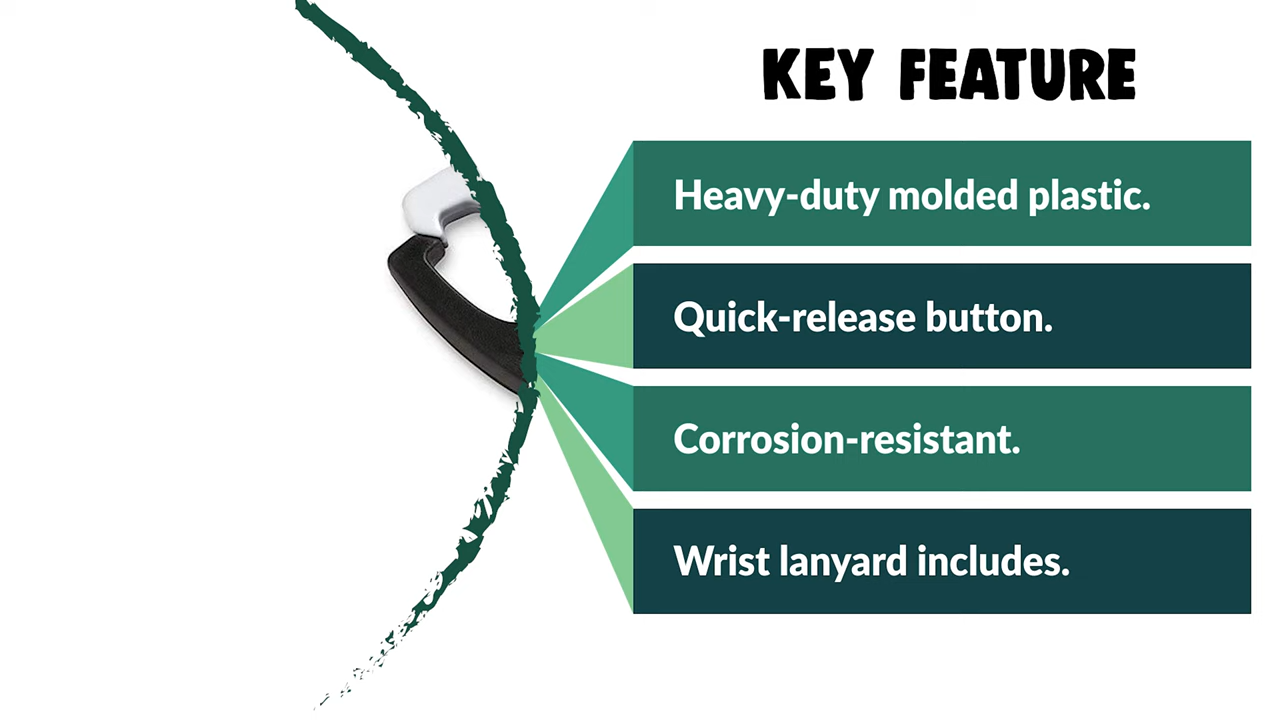 KEY FEATURE
Heavy-duty molded plastic.
Quick-release button.
Corrosion-resistant.
Wrist lanyard includes.